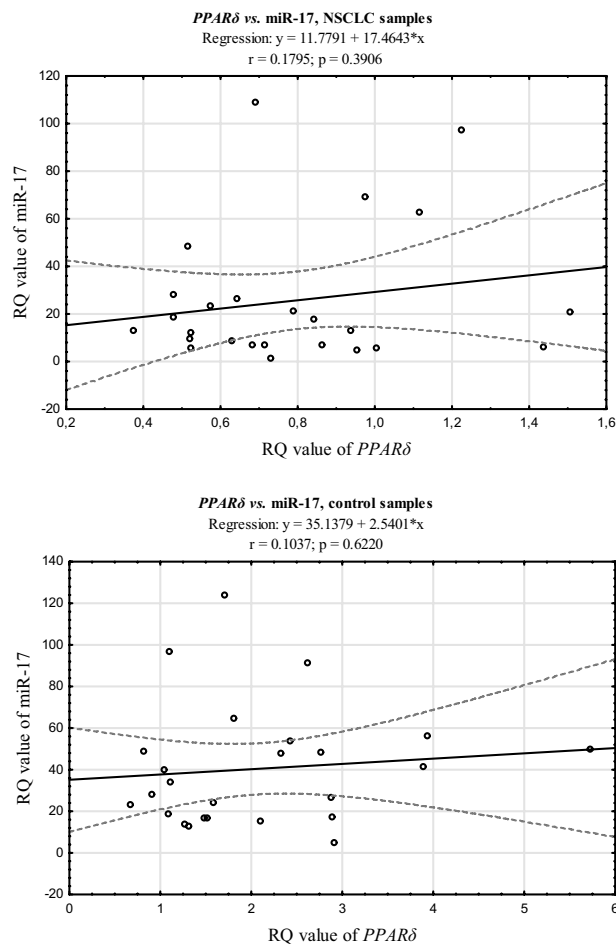 PPARδ vs. miR-17, NSCLC samples
Regression: y = 11.7791 + 17.4643*x
r = 0.1795; p = 0.3906
120
100
80
60
40
20
0
-20
RQ value of miR-17
0,2 0,4 0,6 0,8 1,0 1,2 1,4 1,6
RQ value of PPARδ
PPARδ vs. miR-17, control samples
Regression: y = 35.1379 + 2.5401*x
r = 0.1037; p = 0.6220
140
120
100
80
60
40
20
0
-20
RQ value of miR-17
0 1 2 3 4 5 6
RQ value of PPARδ